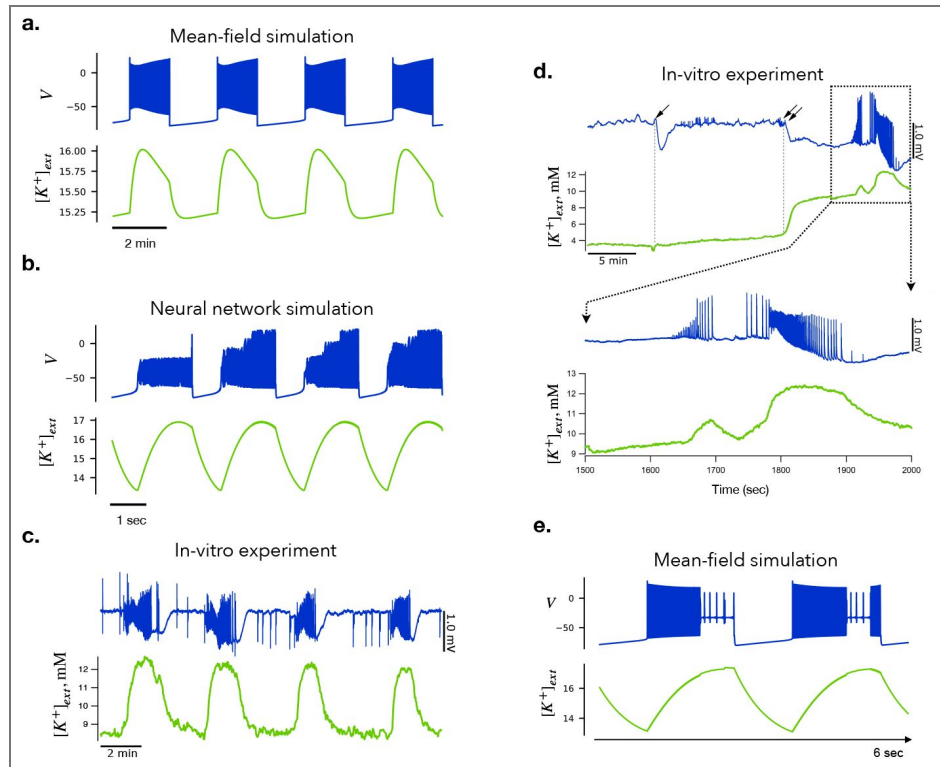 a.
Mean-field simulation
V
0
−50
[K⁺]ext
16.00
15.75
15.50
15.25
2 min
b.
Neural network simulation
V
0
−50
[K⁺]ext
17
16
14
13
1 sec
c.
In-vitro experiment
1.0 mV
[K⁺]ext, mM
12
11
9
8
2 min
d.
In-vitro experiment
1.0 mV
[K⁺]ext, mM
12
10
8
6
4
5 min
1.0 mV
[K⁺]ext, mM
13
12
11
10
9
1500
1600
1700
1800
1900
2000
Time (sec)
e.
Mean-field simulation
V
0
−50
[K⁺]ext
16
14
6 sec